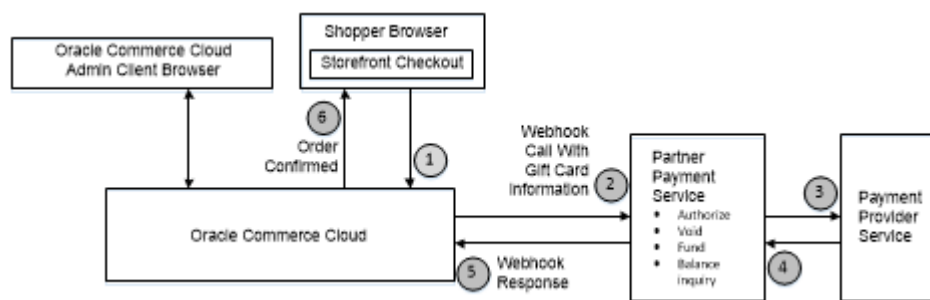 Oracle Commerce Cloud
Admin Client Browser
Shopper Browser
Storefront Checkout
6
Order
Confirmed
1
Webhook
Call With
Gift Card
Information
2
Partner
Payment
Service
• Authorize
• Void
• Fund
• Balance
inquiry
3
Payment
Provider
Service
Oracle Commerce Cloud
5
Webhook
Response
4